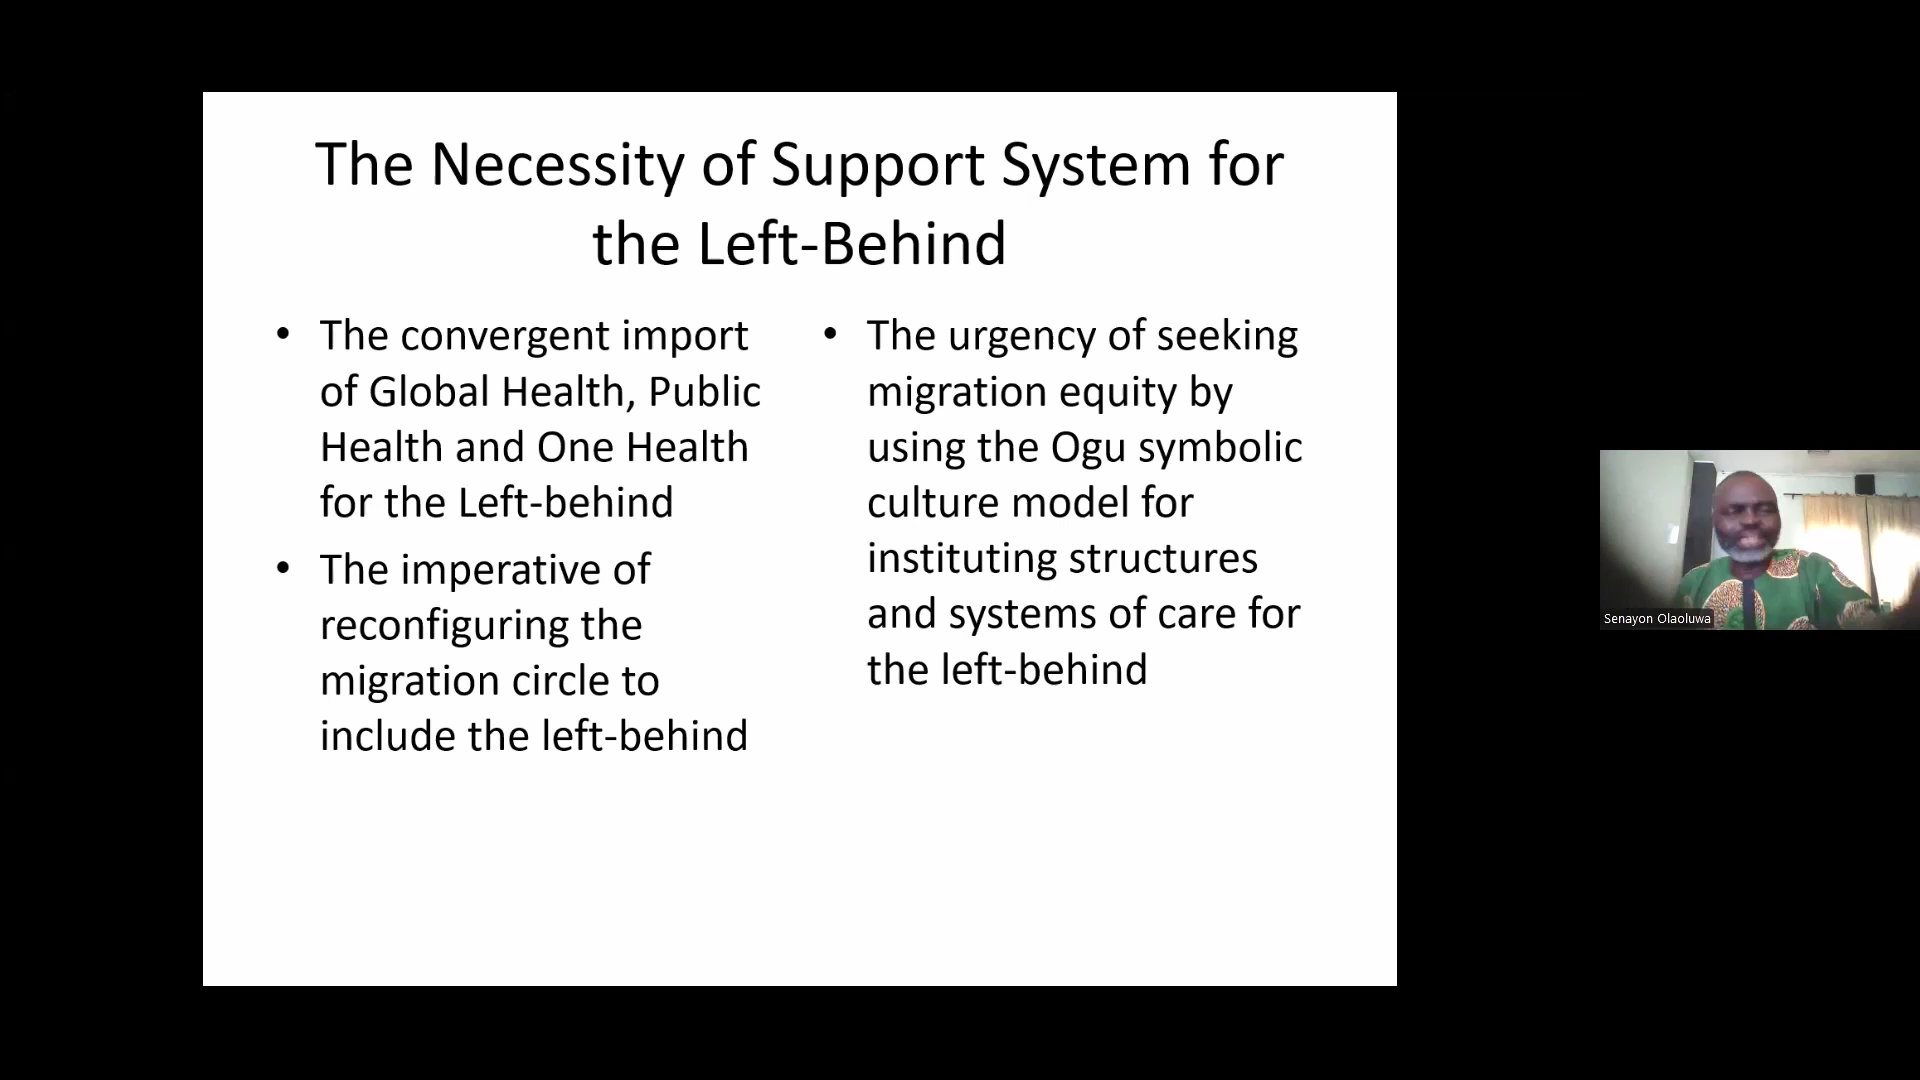 The Necessity of Support System for
the Left-Behind
• The convergent import
of Global Health, Public
Health and One Health
for the Left-behind
• The imperative of
reconfiguring the
migration circle to
include the left-behind
• The urgency of seeking
migration equity by
using the Ogu symbolic
culture model for
instituting structures
and systems of care for
the left-behind
Senayon Olaoluwa